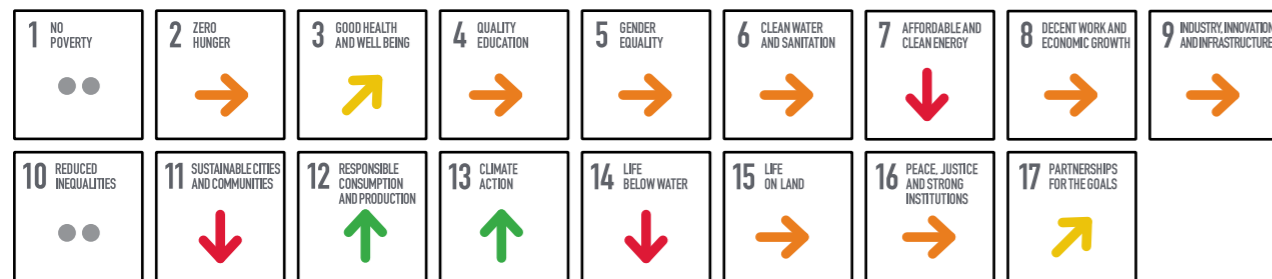 1 NO
POVERTY
2 ZERO
HUNGER
3 GOOD HEALTH
AND WELL BEING
4 QUALITY
EDUCATION
5 GENDER
EQUALITY
6 CLEAN WATER
AND SANITATION
7 AFFORDABLE AND
CLEAN ENERGY
8 DECENT WORK AND
ECONOMIC GROWTH
9 INDUSTRY, INNOVATION
AND INFRASTRUCTURE
10 REDUCED
INEQUALITIES
11 SUSTAINABLE CITIES
AND COMMUNITIES
12 RESPONSIBLE
CONSUMPTION
AND PRODUCTION
13 CLIMATE
ACTION
14 LIFE
BELOW WATER
15 LIFE
ON LAND
16 PEACE, JUSTICE
AND STRONG
INSTITUTIONS
17 PARTNERSHIPS
FOR THE GOALS